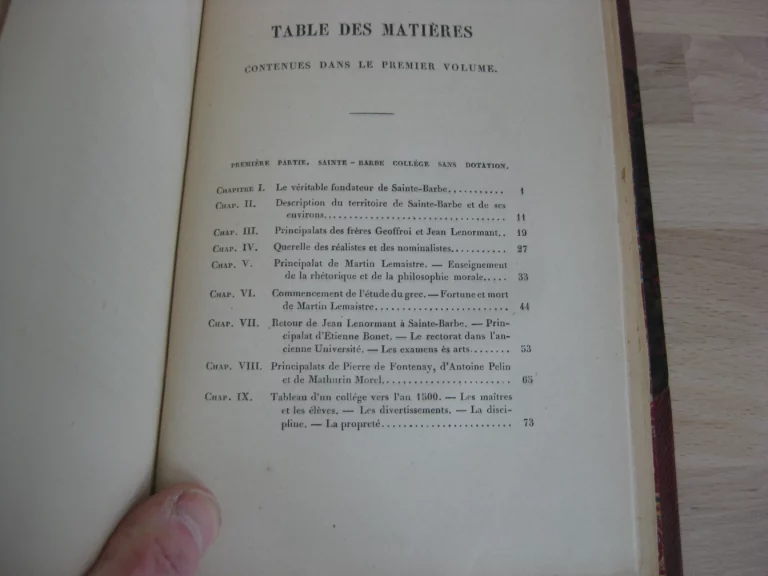 TABLE DES MATIÈRES
CONTENUES DANS LE PREMIER VOLUME.
PREMIÈRE PARTIE, SAINTE-BARBE COLLÉGE SANS DOTATION.
CHAPITRE I. Le véritable fondateur de Sainte-Barbe.......... 1
CHAP. II. Description du territoire de Sainte-Barbe et de ses
environs.................................. 11
CHAP. III. Principalats des frères Geoffroi et Jean Lenormant.. 19
CHAP. IV. Querelle des réalistes et des nominalistes.......... 27
CHAP. V. Principalat de Martin Lemaistre. — Enseignement
de la rhétorique et de la philosophie morale..... 33
CHAP. VI. Commencement de l'étude du grec. — Fortune et mort
de Martin Lemaistre......................... 44
CHAP. VII. Retour de Jean Lenormant à Sainte-Barbe. — Prin-
cipalat d'Etienne Bonet. — Le rectorat dans l'an-
cienne Université. — Les examens ès arts........ 53
CHAP. VIII. Principalats de Pierre de Fontenay, d'Antoine Pelin
et de Mathurin Morel....................... 65
CHAP. IX. Tableau d'un collége vers l'an 1500. — Les maîtres
et les élèves. — Les divertissements. — La disci-
pline. — La propreté........................ 73